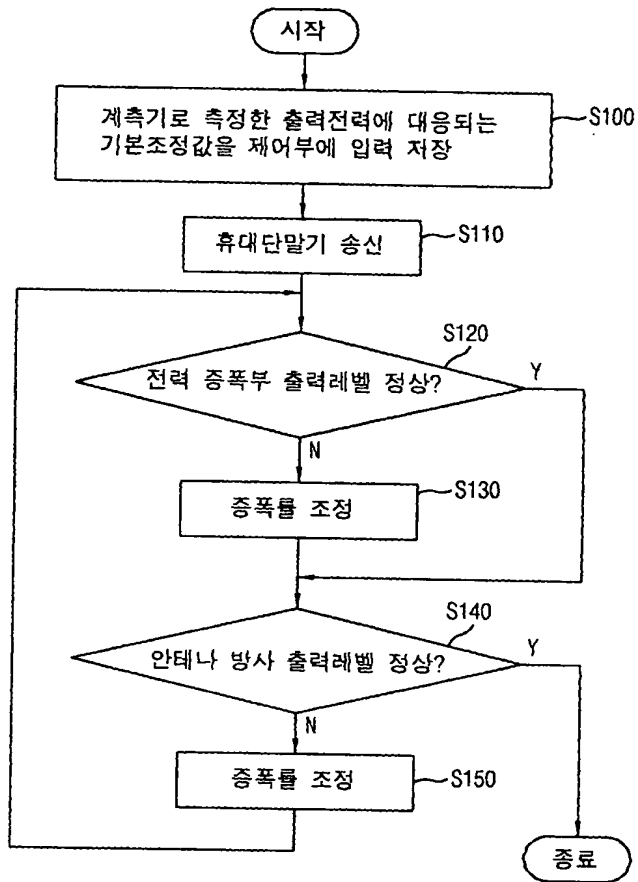 시작
계측기로 측정한 출력전력에 대응되는
기본조정값을 제어부에 입력 저장
S100
휴대단말기 송신
S110
S120
전력 증폭부 출력레벨 정상?
Y
N
증폭률 조정
S130
S140
안테나 방사 출력레벨 정상?
Y
N
증폭률 조정
S150
종료